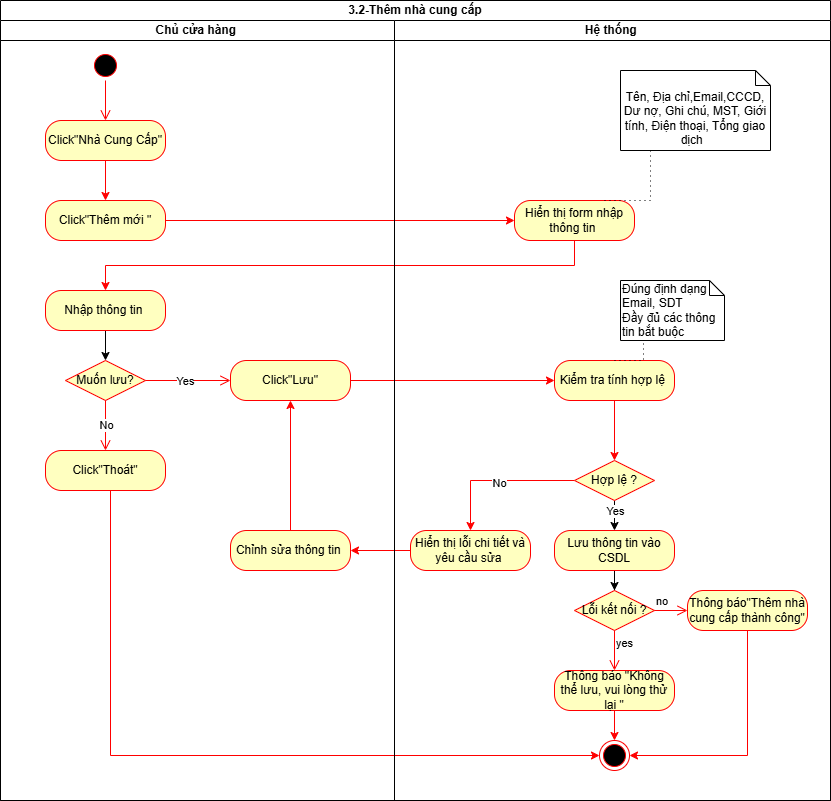 3.2-Thêm nhà cung cấp
Chủ cửa hàng
Hệ thống
Tên, Địa chỉ,Email,CCCD,
Dư nợ, Ghi chú, MST, Giới
tính, Điện thoại, Tổng giao
dịch
Click"Nhà Cung Cấp"
Click"Thêm mới "
Hiển thị form nhập
thông tin
Nhập thông tin
Đúng định dạng
Email, SDT
Đầy đủ các thông
tin bắt buộc
Muốn lưu?
Yes
Click"Lưu"
Kiểm tra tính hợp lệ
No
Click"Thoát"
Hợp lệ ?
No
Yes
Chỉnh sửa thông tin
Hiển thị lỗi chi tiết và
yêu cầu sửa
Lưu thông tin vào
CSDL
Lỗi kết nối ?
no
Thông báo"Thêm nhà
cung cấp thành công"
yes
Thông báo "Không
thể lưu, vui lòng thử
lại "